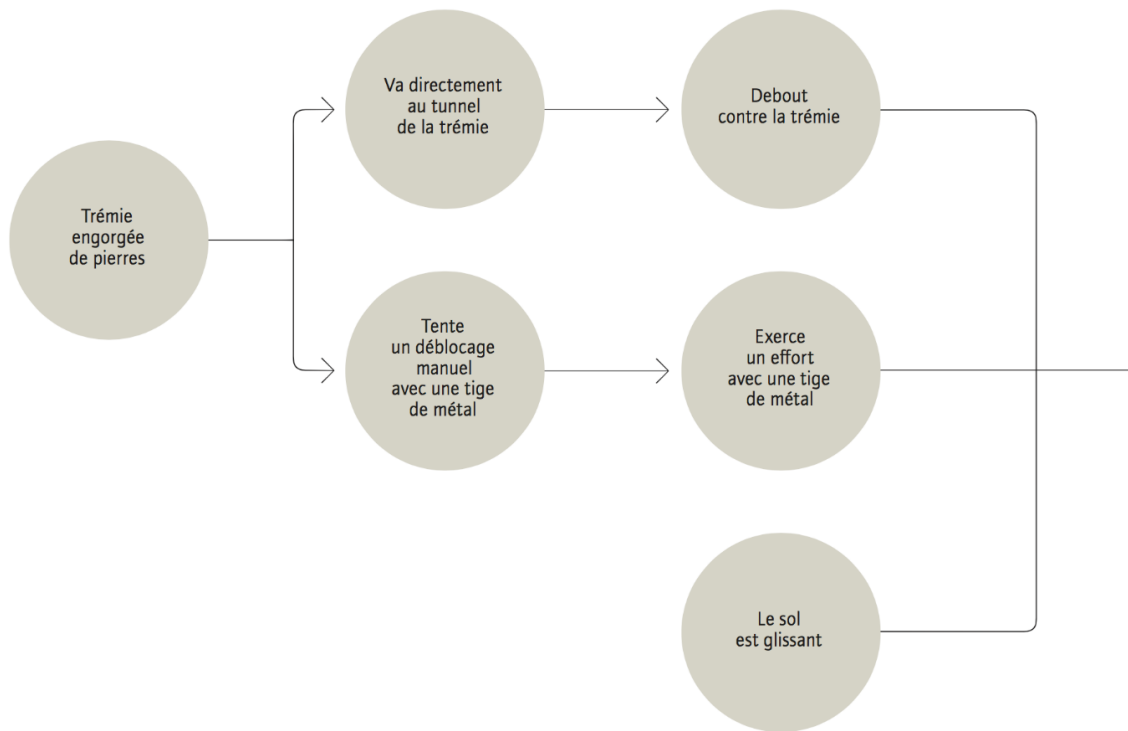 Trémie
engorgée
de pierres
Va directement
au tunnel
de la trémie
Debout
contre la trémie
Tente
un déblocage
manuel
avec une tige
de métal
Exerce
un effort
avec une tige
de métal
Le sol
est glissant